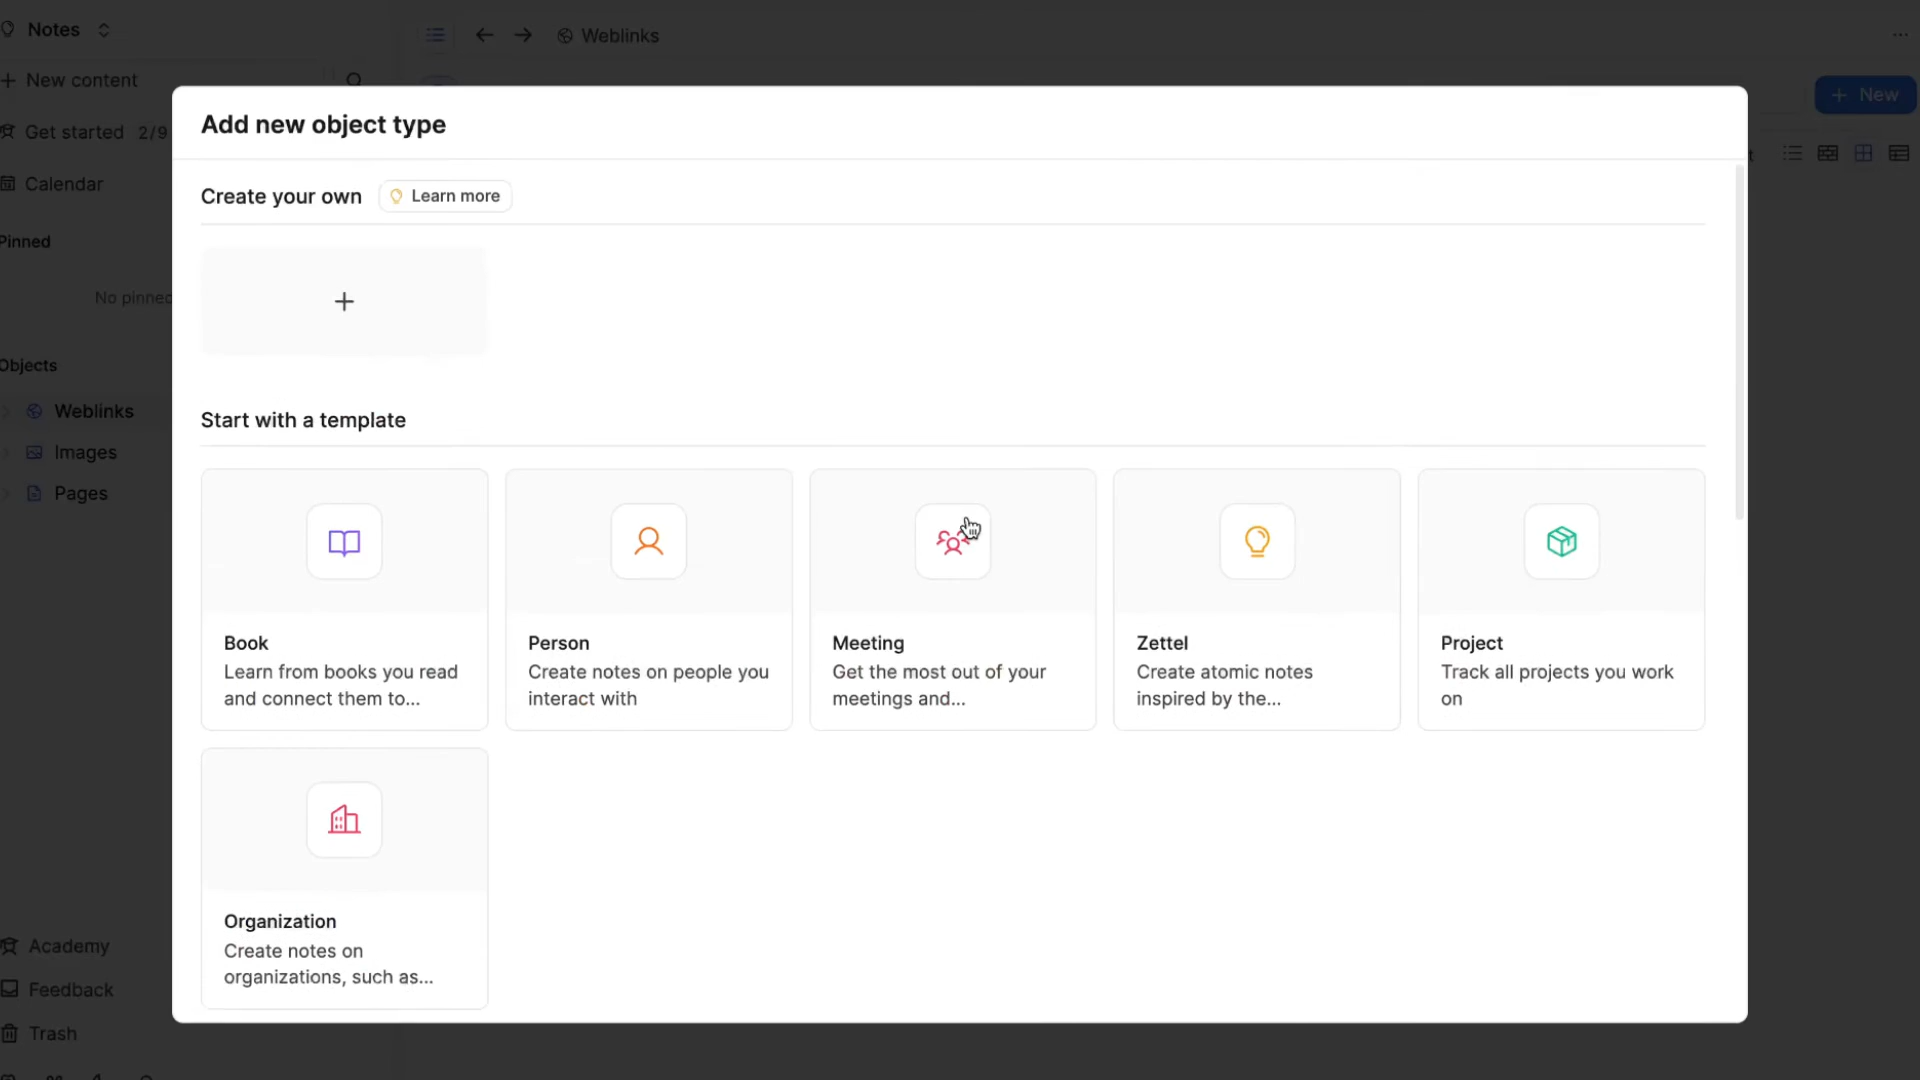 Notes
Weblinks
New content
New
Get started 2/9
Calendar
Pinned
No pinned
Objects
Weblinks
Images
Pages
Academy
Feedback
Trash
Add new object type
Create your own
Learn more
Start with a template
Book
Learn from books you read
and connect them to...
Person
Create notes on people you
interact with
Meeting
Get the most out of your
meetings and...
Zettel
Create atomic notes
inspired by the...
Project
Track all projects you work
on
Organization
Create notes on
organizations, such as...